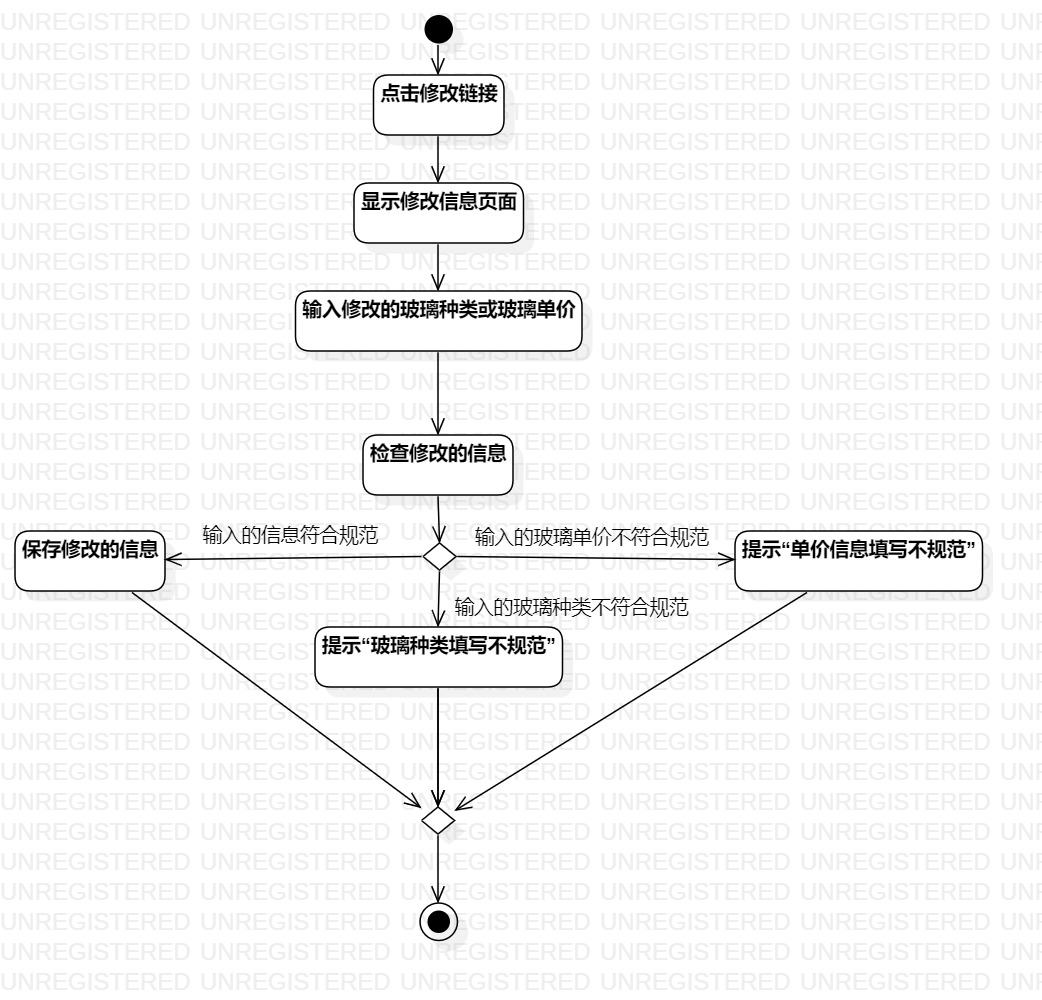 点击修改链接
显示修改信息页面
输入修改的玻璃种类或玻璃单价
检查修改的信息
输入的信息符合规范
输入的玻璃单价不符合规范
保存修改的信息
提示“单价信息填写不规范”
输入的玻璃种类不符合规范
提示“玻璃种类填写不规范”
UNREGISTERED